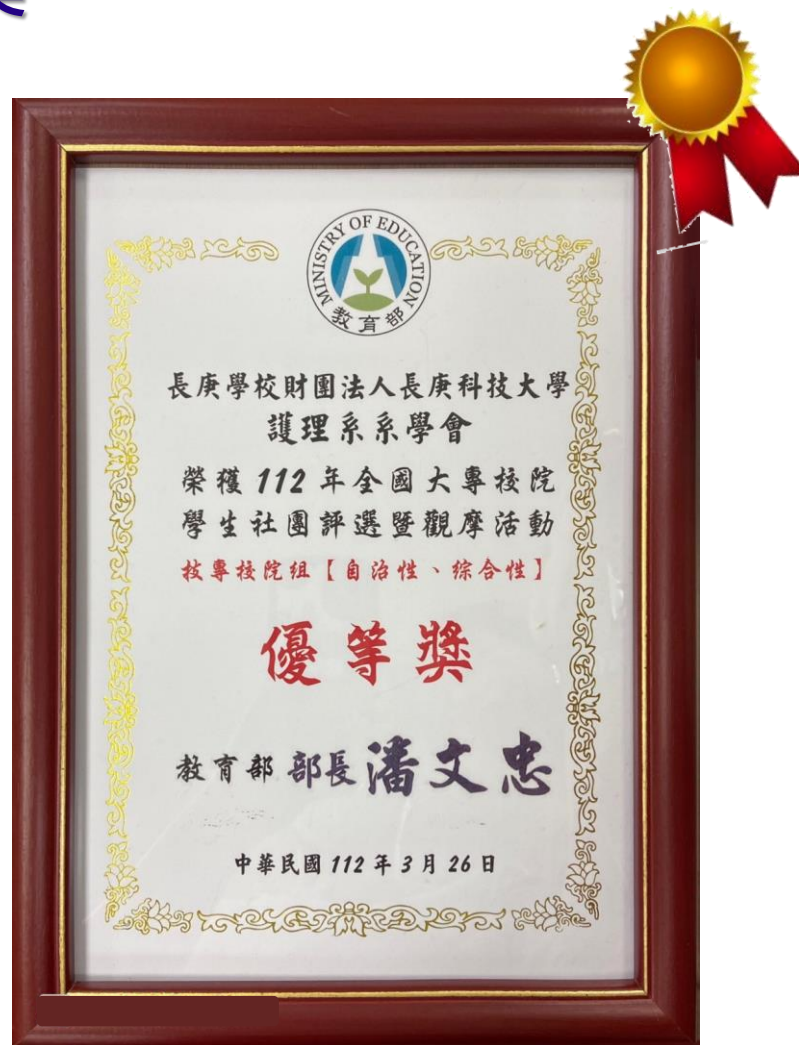 MINISTRY OF EDUCATION
教育部
長庚學校財團法人長庚科技大學
護理系系學會
榮獲 112 年全國大專校院
學生社團評選暨觀摩活動
技專校院組【自治性、綜合性】
優等獎
教育部 部長 潘文忠
中華民國 112 年 3 月 26 日